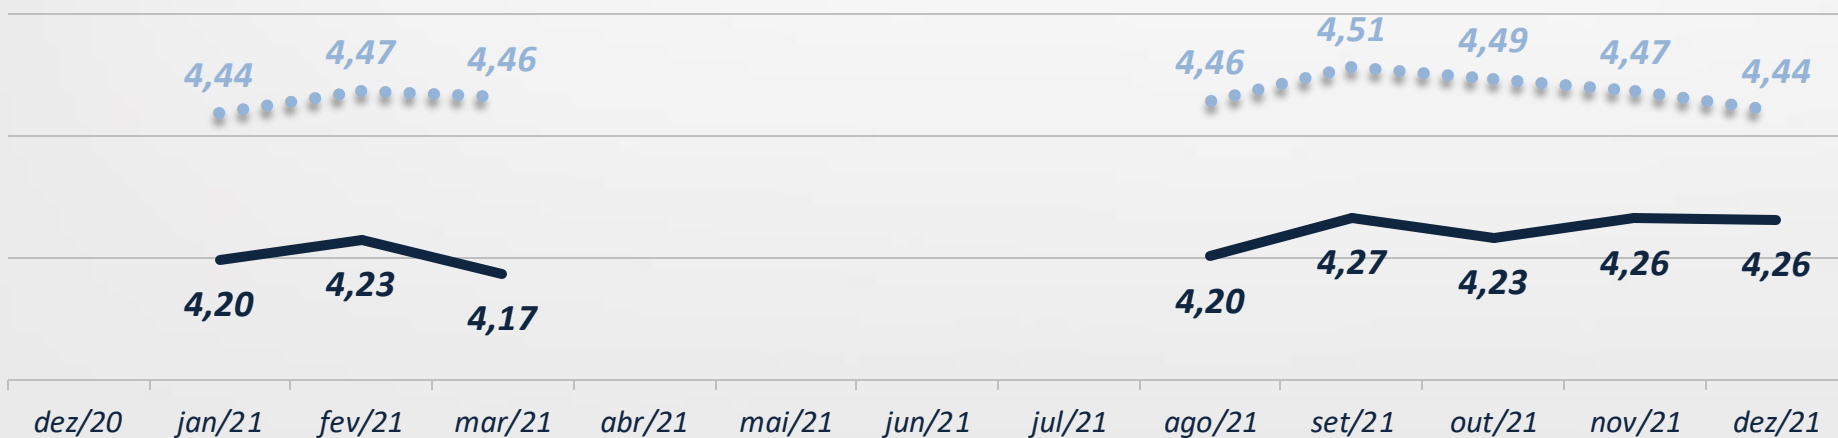 4,44 4,47 4,46 4,46 4,51 4,49 4,47 4,44
4,20 4,23 4,17 4,20 4,27 4,23 4,26 4,26
dez/20 jan/21 fev/21 mar/21 abr/21 mai/21 jun/21 jul/21 ago/21 set/21 out/21 nov/21 dez/21